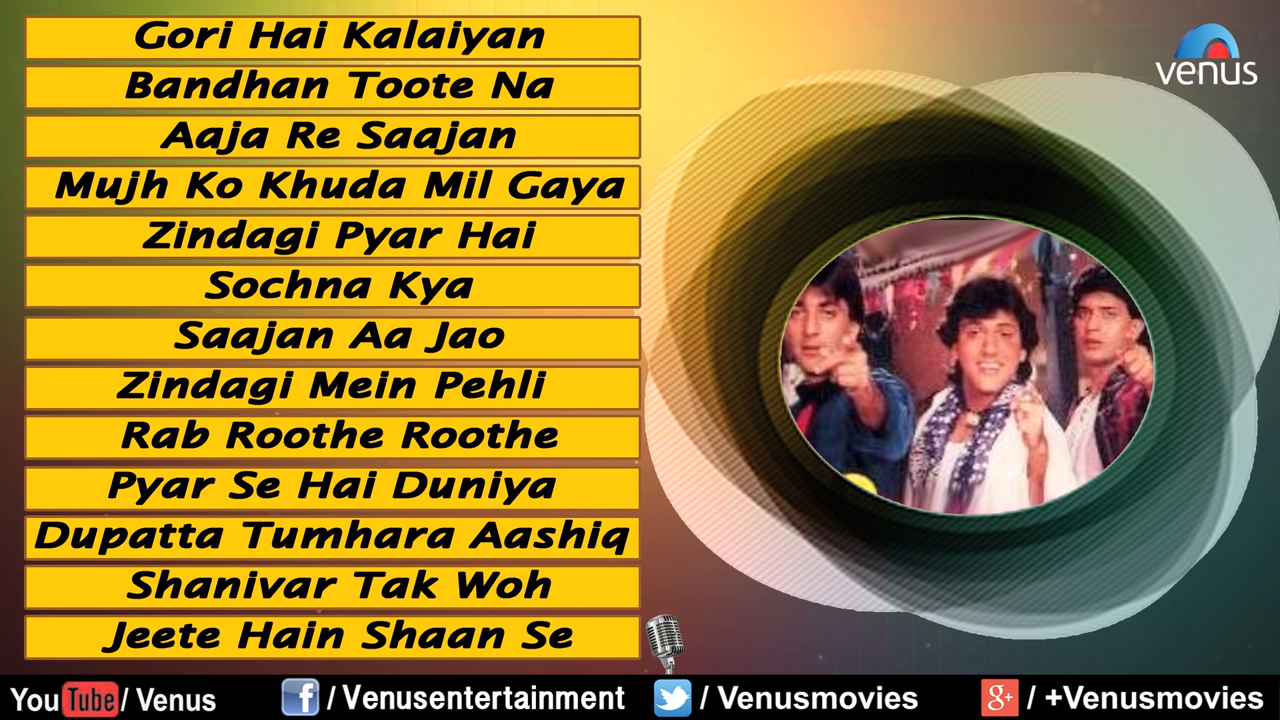 Gori Hai Kalaiyan
Bandhan Toote Na
Aaja Re Saajan
Mujh Ko Khuda Mil Gaya
Zindagi Pyar Hai
Sochna Kya
Saajan Aa Jao
Zindagi Mein Pehli
Rab Roothe Roothe
Pyar Se Hai Duniya
Dupatta Tumhara Aashiq
Shanivar Tak Woh
Jeete Hain Shaan Se
venus
YouTube / Venus
f / Venusentertainment
/ Venusmovies
g+ / +Venusmovies